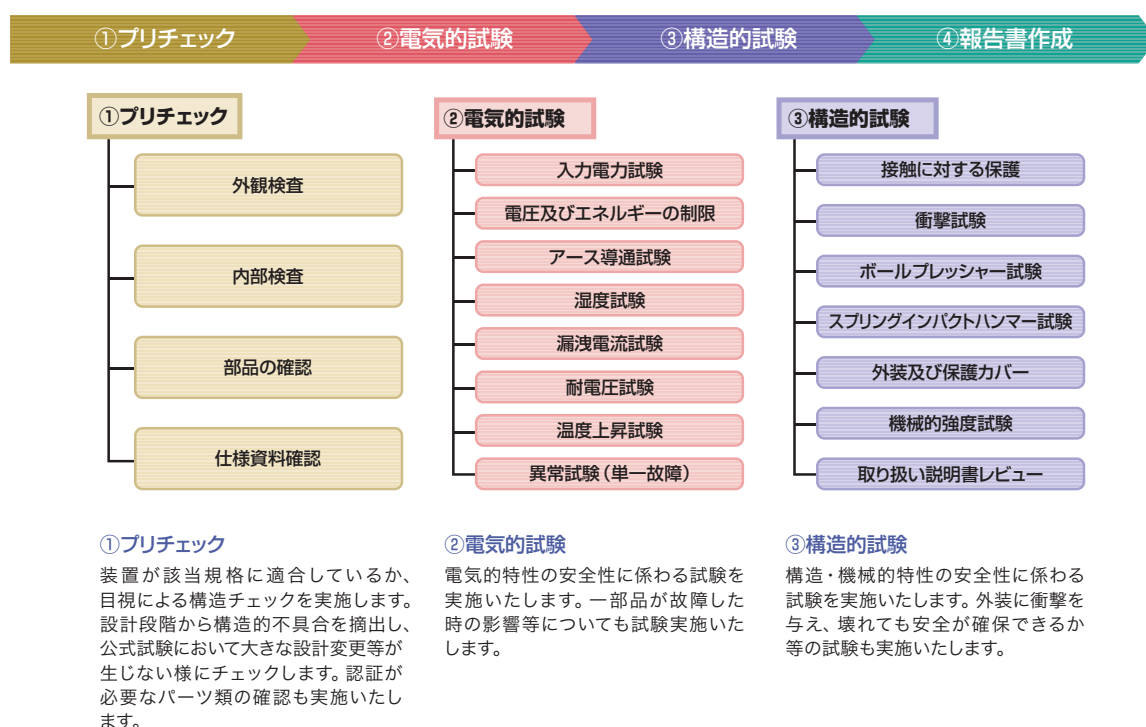 ①プリチェック
②電気的試験
③構造的試験
④報告書作成
①プリチェック
外観検査
内部検査
部品の確認
仕様資料確認
②電気的試験
入力電力試験
電圧及びエネルギーの制限
アース導通試験
湿度試験
漏洩電流試験
耐電圧試験
温度上昇試験
異常試験（単一故障）
③構造的試験
接触に対する保護
衝撃試験
ボールプレッシャー試験
スプリングインパクトハンマー試験
外装及び保護カバー
機械的強度試験
取り扱い説明書レビュー
①プリチェック
装置が該当規格に適合しているか、
目視による構造チェックを実施します。
設計段階から構造的不具合を摘出し、
公式試験において大きな設計変更等が
生じない様にチェックします。認証が
必要なパーツ類の確認も実施いたし
ます。
②電気的試験
電気的特性の安全性に係わる試験を
実施いたします。一部品が故障した
時の影響等についても試験実施いた
します。
③構造的試験
構造・機械的特性の安全性に係わる
試験を実施いたします。外装に衝撃を
与え、壊れても安全が確保できるか
等の試験も実施いたします。